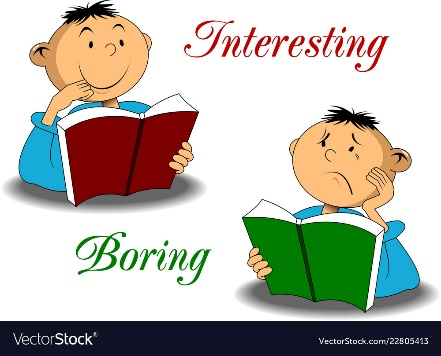 Interesting
Boring
VectorStock®
VectorStock.com/22805413